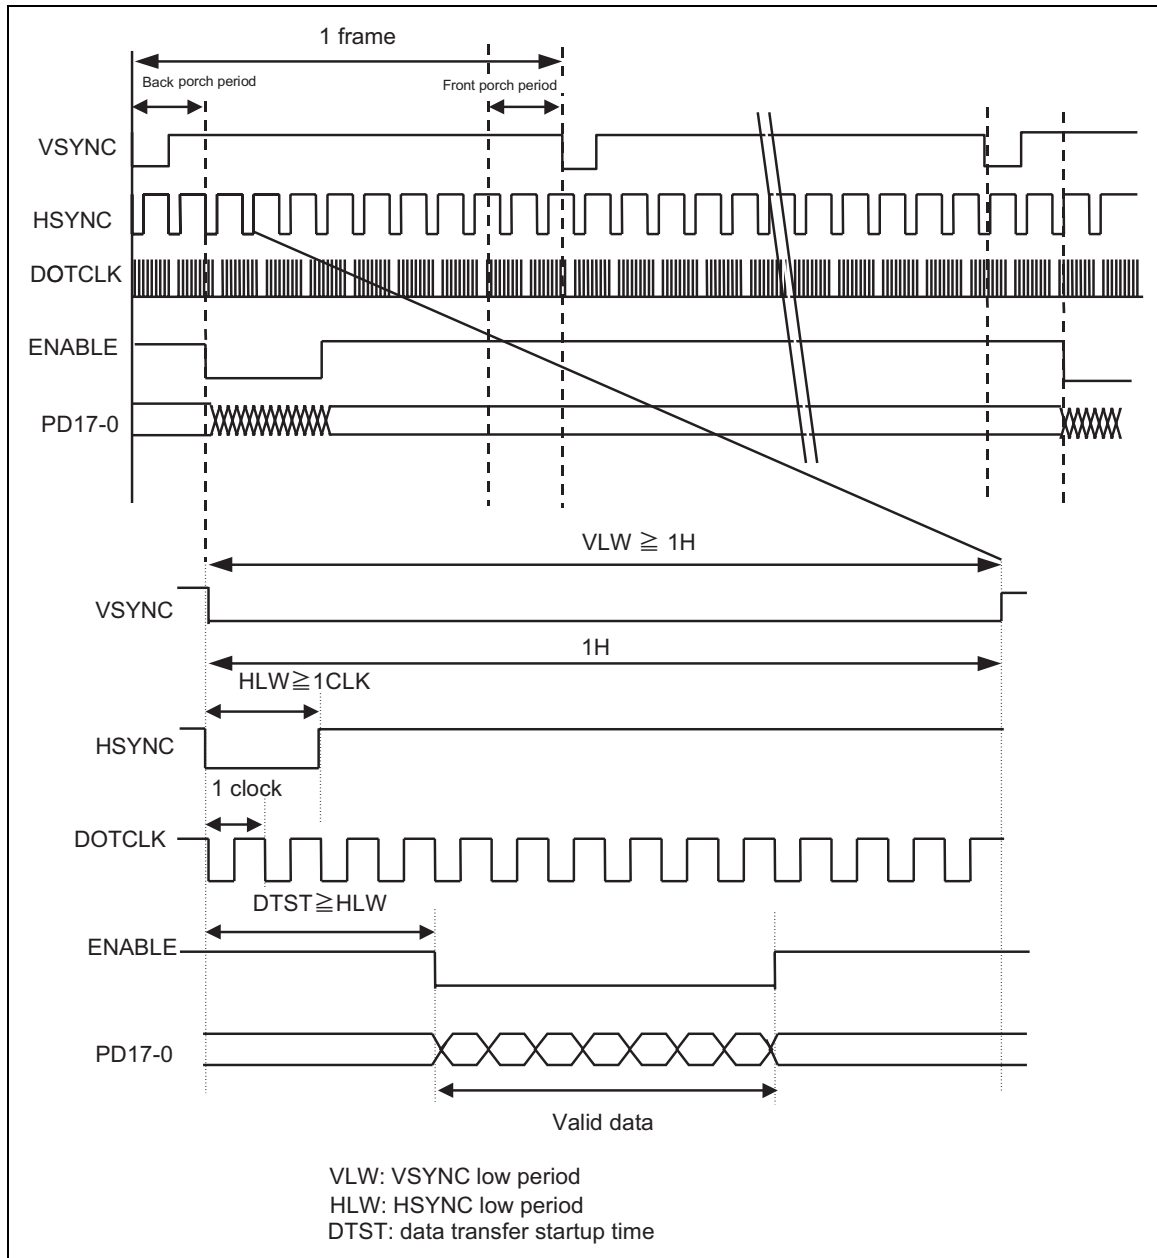 1 frame
Back porch period
Front porch period
VSYNC
HSYNC
DOTCLK
ENABLE
PD17-0
VLW ≧ 1H
VSYNC
1H
HLW≧1CLK
HSYNC
1 clock
DOTCLK
DTST≧HLW
ENABLE
PD17-0
Valid data
VLW: VSYNC low period
HLW: HSYNC low period
DTST: data transfer startup time